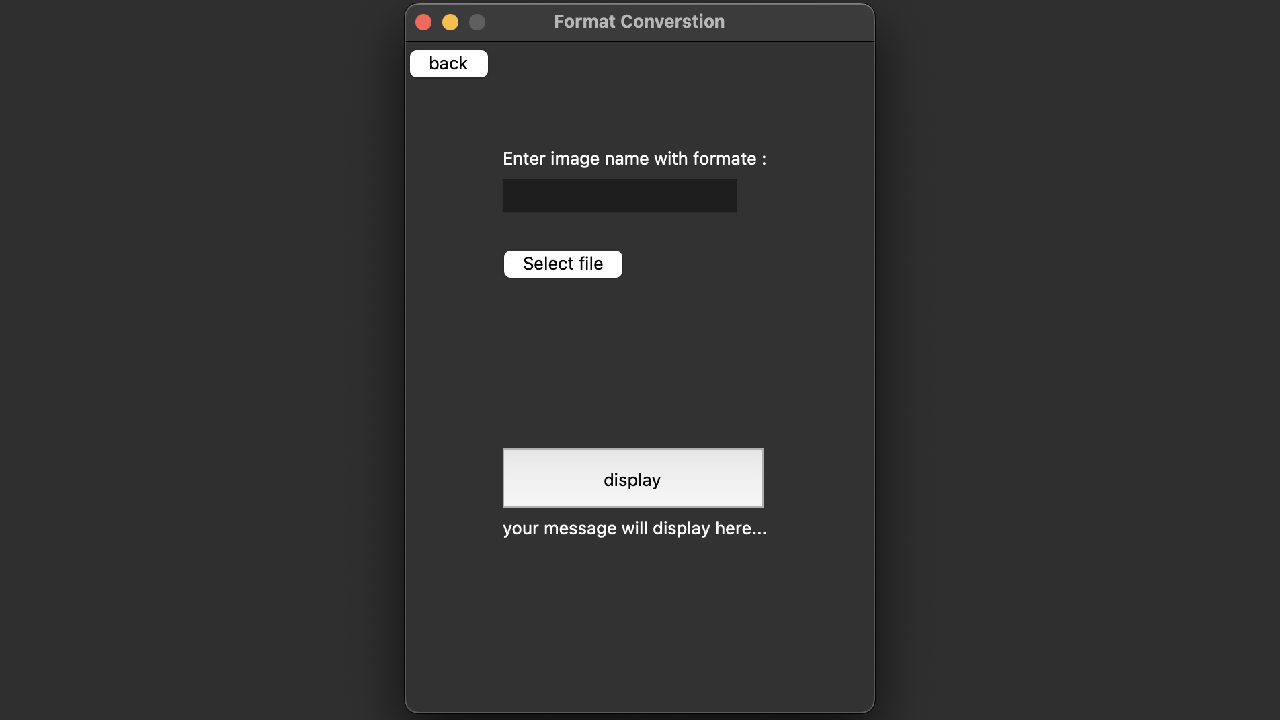 Format Converstion
back
Enter image name with formate :
Select file
display
your message will display here...